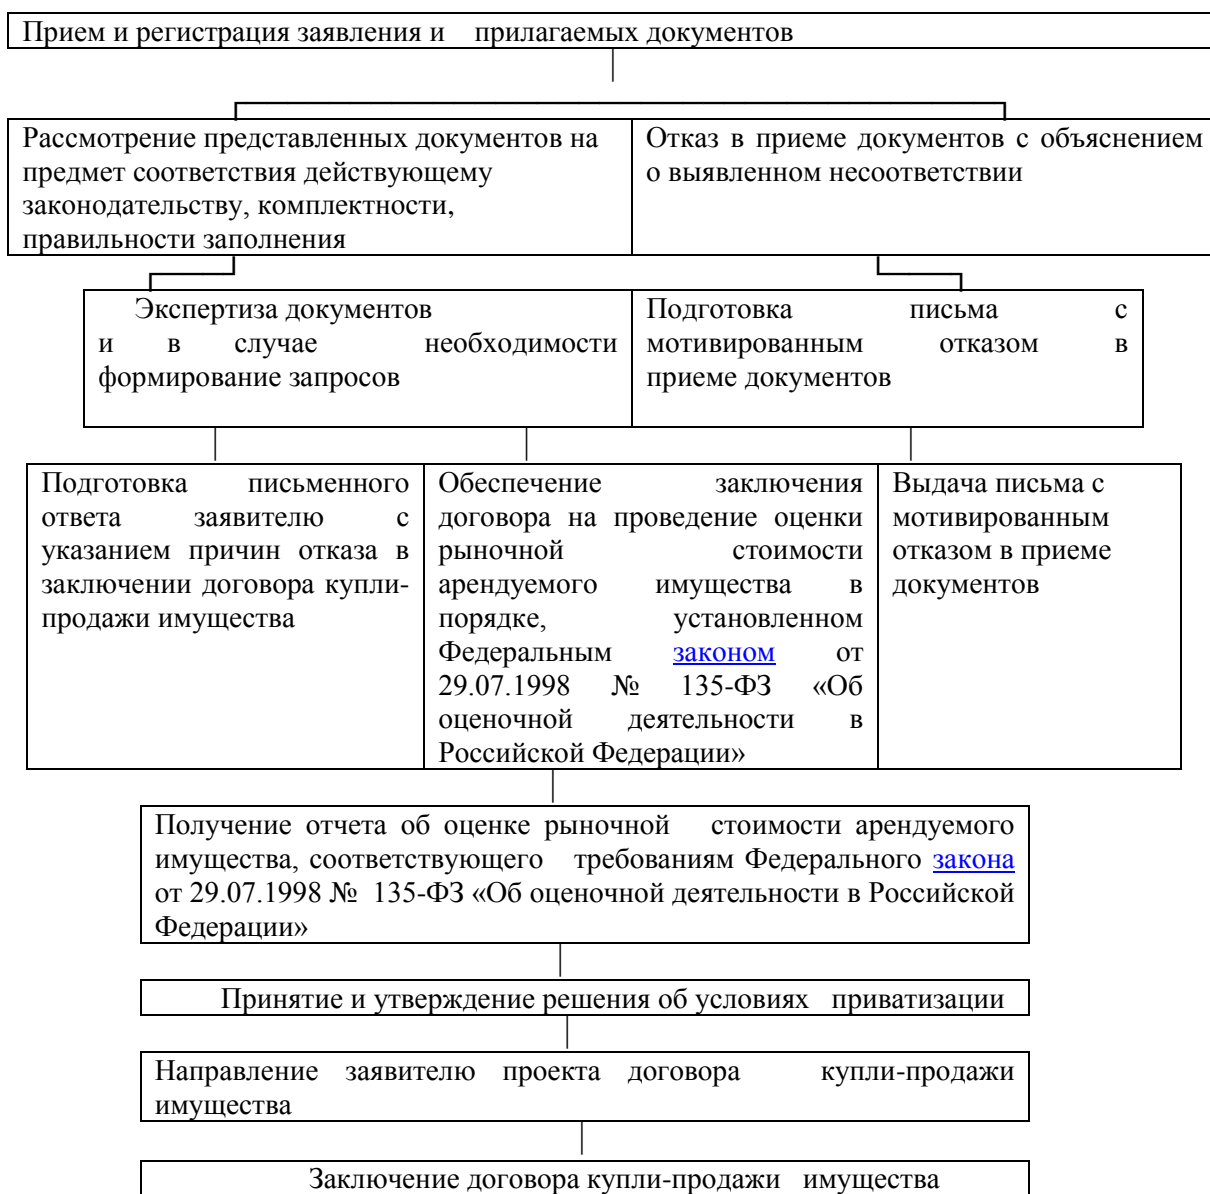 Прием и регистрация заявления и прилагаемых документов
Рассмотрение представленных документов на
предмет соответствия действующему
законодательству, комплектности,
правильности заполнения
Отказ в приеме документов с объяснением
о выявленном несоответствии
Экспертиза документов
и в случае необходимости
формирование запросов
Подготовка письма с
мотивированным отказом в
приеме документов
Подготовка письменного
ответа заявителю с
указанием причин отказа в
заключении договора купли-
продажи имущества
Обеспечение заключения
договора на проведение оценки
рыночной стоимости
арендуемого имущества в
порядке, установленном
Федеральным законом от
29.07.1998 № 135-ФЗ «Об
оценочной деятельности в
Российской Федерации»
Выдача письма с
мотивированным
отказом в приеме
документов
Получение отчета об оценке рыночной стоимости арендуемого
имущества, соответствующего требованиям Федерального закона
от 29.07.1998 № 135-ФЗ «Об оценочной деятельности в Российской
Федерации»
Принятие и утверждение решения об условиях приватизации
Направление заявителю проекта договора купли-продажи
имущества
Заключение договора купли-продажи имущества